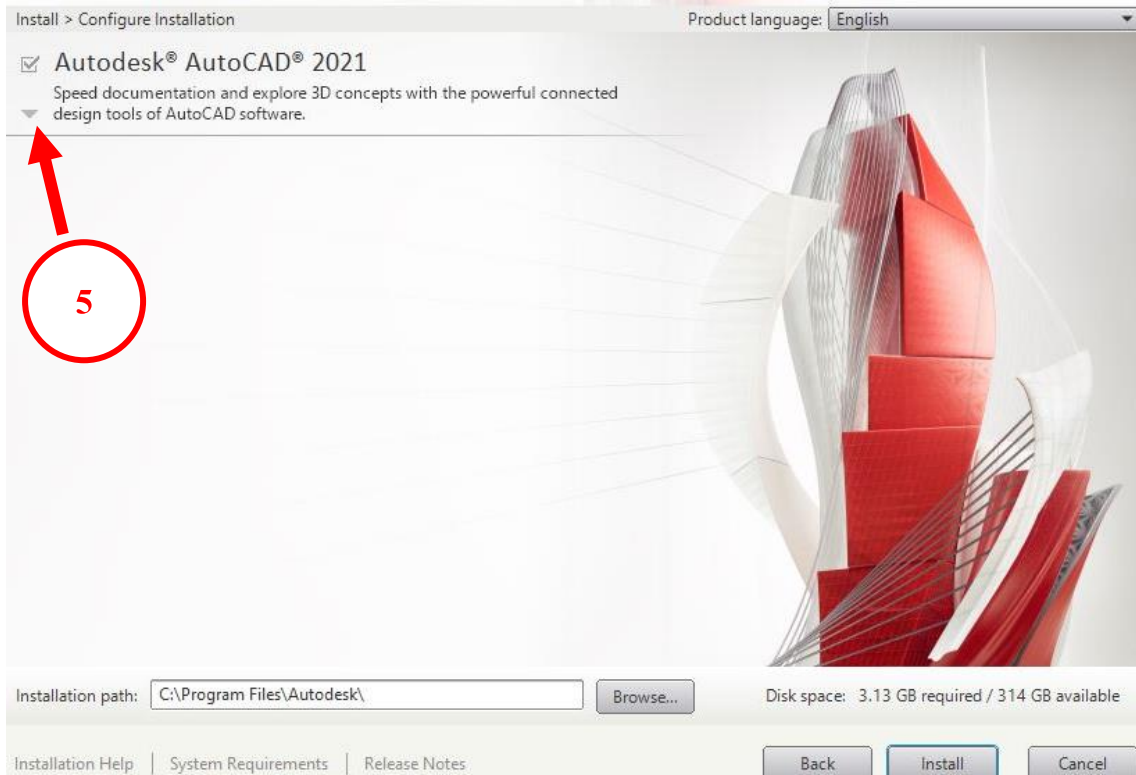 Install > Configure Installation Product language: English
Autodesk® AutoCAD® 2021
Speed documentation and explore 3D concepts with the powerful connected
design tools of AutoCAD software.
5
Installation path: C:\Program Files\Autodesk\ Browse... Disk space: 3.13 GB required / 314 GB available
Installation Help | System Requirements | Release Notes Back Install Cancel